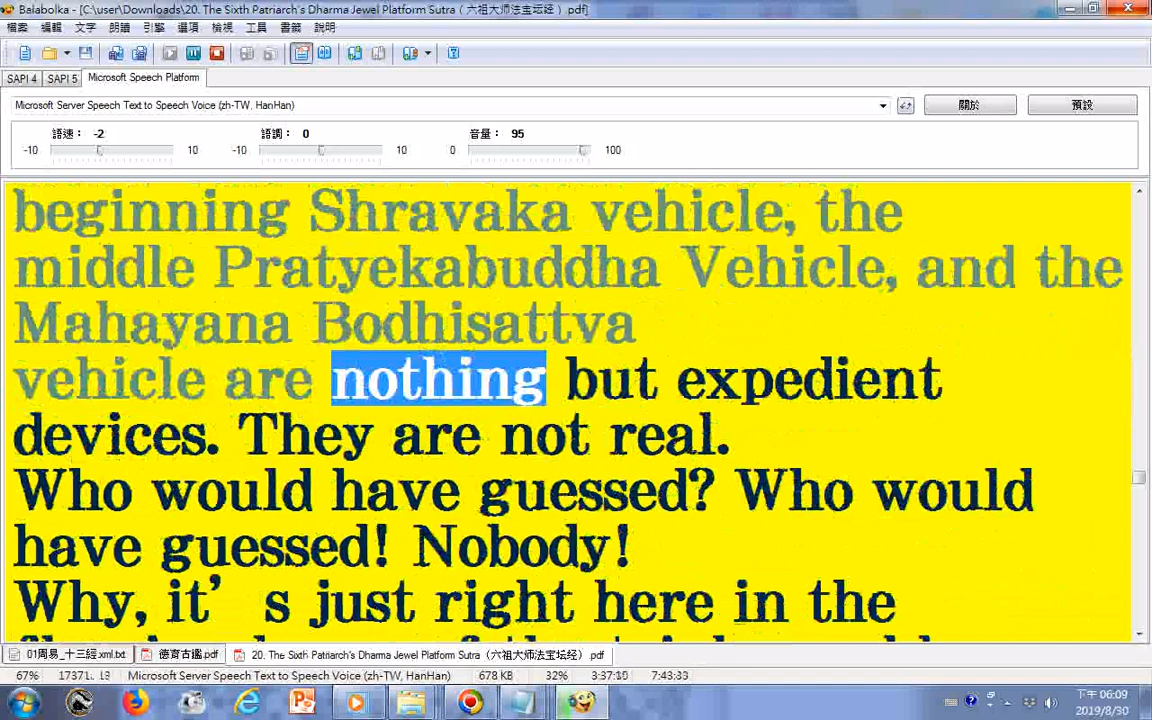 Balabolka - [C:\user\Downloads\20. The Sixth Patriarch's Dharma Jewel Platform Sutra（六祖大师法宝坛经）pdf]
檔案 編輯 文字 朗讀 引擎 選項 檢視 工具 書籤 說明
SAPI 4 SAPI 5 Microsoft Speech Platform
Microsoft Server Speech Text to Speech Voice (zh-TW, HanHan) 關於 預設
語速： -2 語調： 0 音量： 95
-10 10 -10 10 0 100
beginning Shravaka vehicle, the
middle Pratyekabuddha Vehicle, and the
Mahayana Bodhisattva
vehicle are nothing but expedient
devices. They are not real.
Who would have guessed? Who would
have guessed! Nobody!
Why, it’s just right here in the
01周易_十三經.xml.txt 德育古鑑.pdf 20. The Sixth Patriarch's Dharma Jewel Platform Sutra（六祖大师法宝坛经）.pdf
67% Microsoft Server Speech Text to Speech Voice (zh-TW, HanHan) 678 KB 32% 3:37:10 7:43:33
下午 06:09
2019/8/30